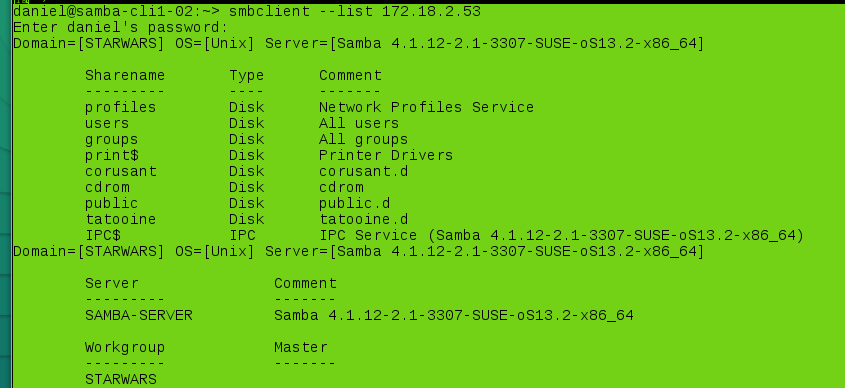 daniel@samba-cli1-02:~> smbclient --list 172.18.2.53
Enter daniel's password:
Domain=[STARWARS] OS=[Unix] Server=[Samba 4.1.12-2.1-3307-SUSE-oS13.2-x86_64]
Sharename Type Comment
--------- ---- -------
profiles Disk Network Profiles Service
users Disk All users
groups Disk All groups
print$ Disk Printer Drivers
corusant Disk corusant.d
cdrom Disk cdrom
public Disk public.d
tatooine Disk tatooine.d
IPC$ IPC IPC Service (Samba 4.1.12-2.1-3307-SUSE-oS13.2-x86_64)
Domain=[STARWARS] OS=[Unix] Server=[Samba 4.1.12-2.1-3307-SUSE-oS13.2-x86_64]
Server Comment
--------- -------
SAMBA-SERVER Samba 4.1.12-2.1-3307-SUSE-oS13.2-x86_64
Workgroup Master
--------- -------
STARWARS